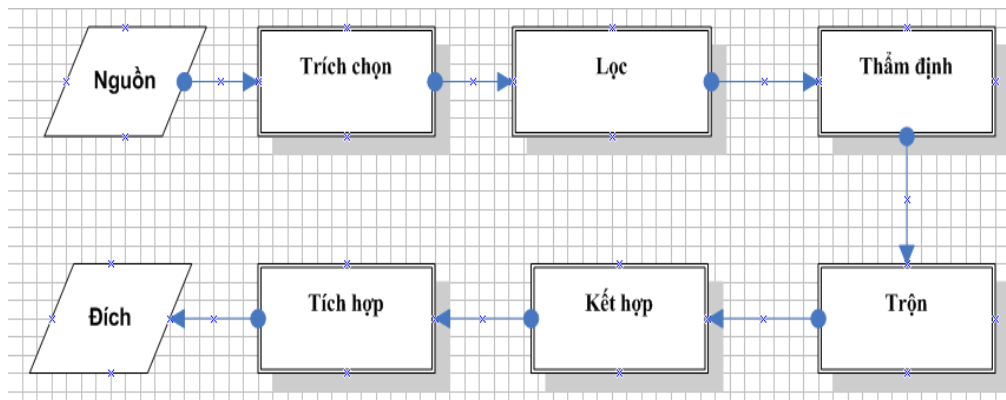 Nguồn
Trích chọn
Lọc
Thẩm định
Trộn
Kết hợp
Tích hợp
Đích